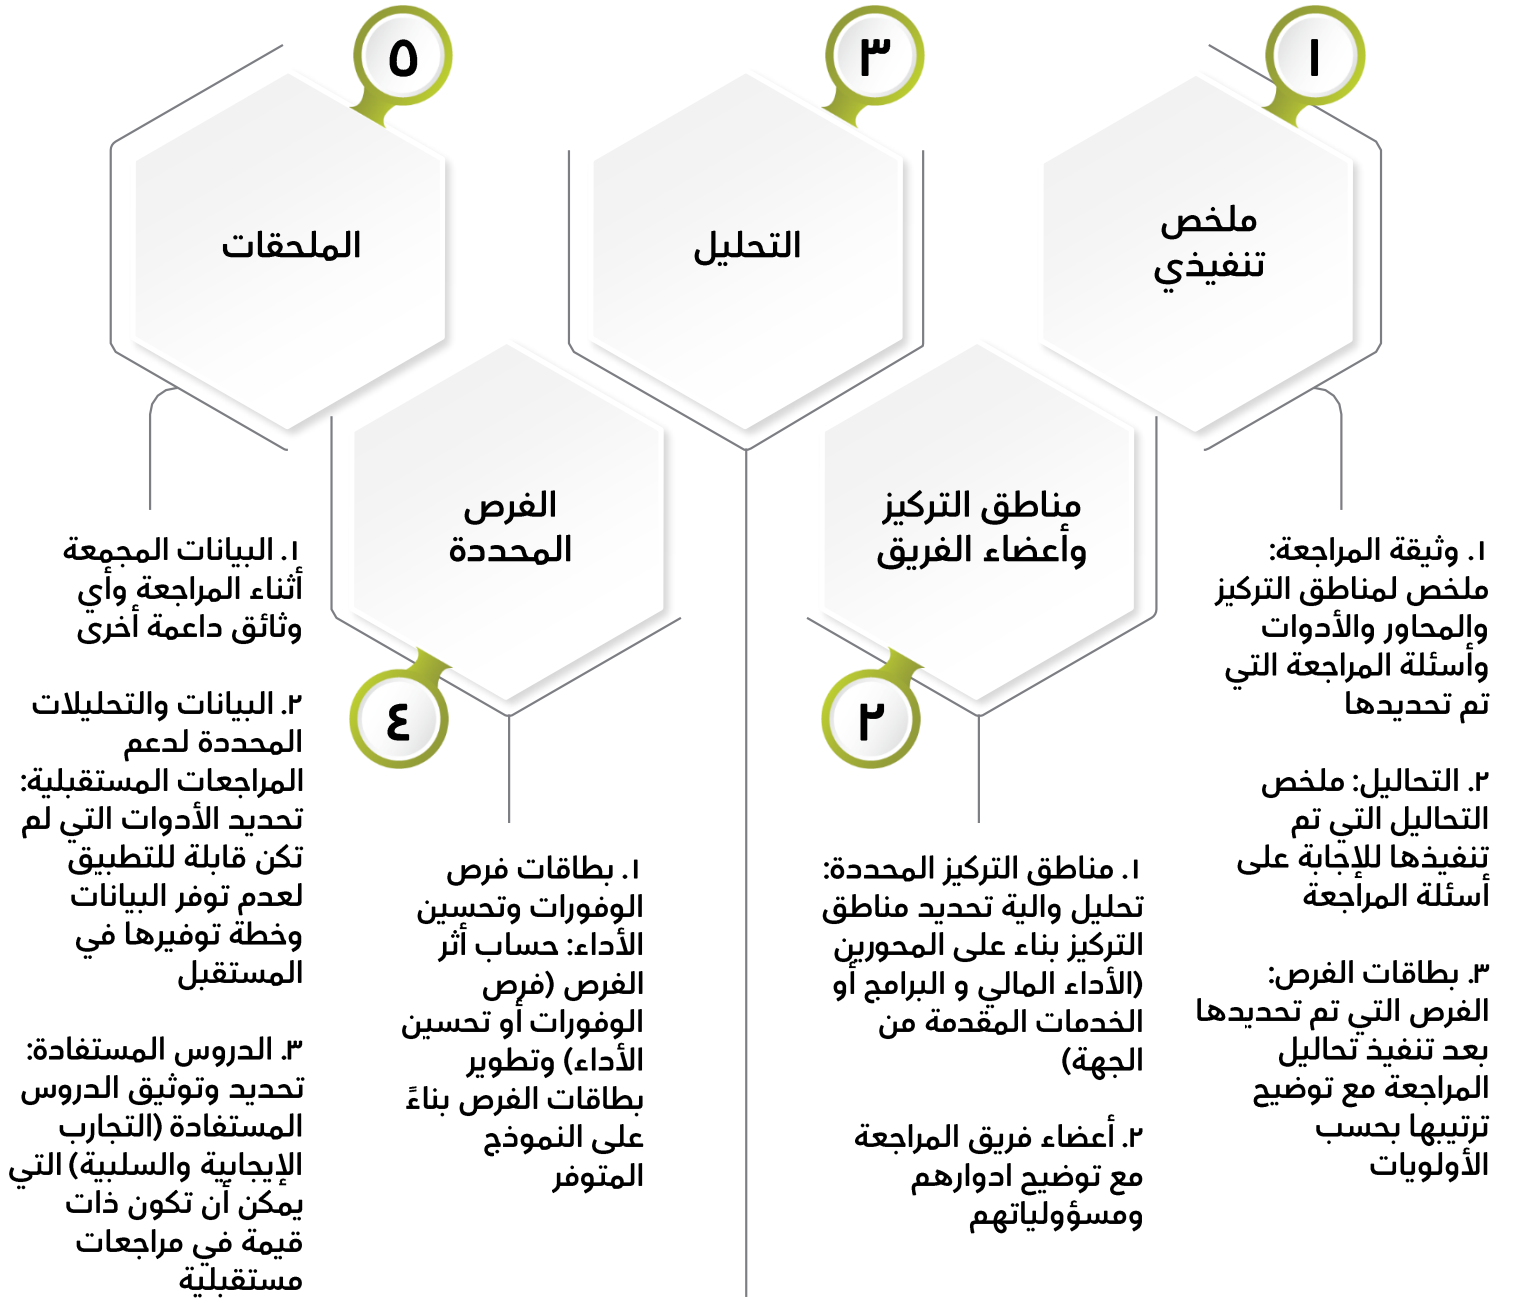 ١
ملخص
تنفيذي
١. وثيقة المراجعة:
ملخص لمناطق التركيز
والمحاور والأدوات
وأسئلة المراجعة التي
تم تحديدها
٢. التحاليل: ملخص
التحاليل التي تم
تنفيذها للإجابة على
أسئلة المراجعة
٣. بطاقات الفرص:
الفرص التي تم تحديدها
بعد تنفيذ تحاليل
المراجعة مع توضيح
ترتيبها بحسب
الأولويات
٢
مناطق التركيز
وأعضاء الفريق
١. مناطق التركيز المحددة:
تحليل والية تحديد مناطق
التركيز بناء على المحورين
(الأداء المالي و البرامج أو
الخدمات المقدمة من
الجهة)
٢. أعضاء فريق المراجعة
مع توضيح ادوارهم
ومسؤولياتهم
٣
التحليل
٤
الفرص
المحددة
١. بطاقات فرص
الوفورات وتحسين
الأداء: حساب أثر
الفرص (فرص
الوفورات أو تحسين
الأداء) وتطوير
بطاقات الفرص بناءً
على النموذج
المتوفر
٥
الملحقات
١. البيانات المجمعة
أثناء المراجعة وأي
وثائق داعمة أخرى
٢. البيانات والتحليلات
المحددة لدعم
المراجعات المستقبلية:
تحديد الأدوات التي لم
تكن قابلة للتطبيق
لعدم توفر البيانات
وخطة توفيرها في
المستقبل
٣. الدروس المستفادة:
تحديد وتوثيق الدروس
المستفادة (التجارب
الإيجابية والسلبية) التي
يمكن أن تكون ذات
قيمة في مراجعات
مستقبلية